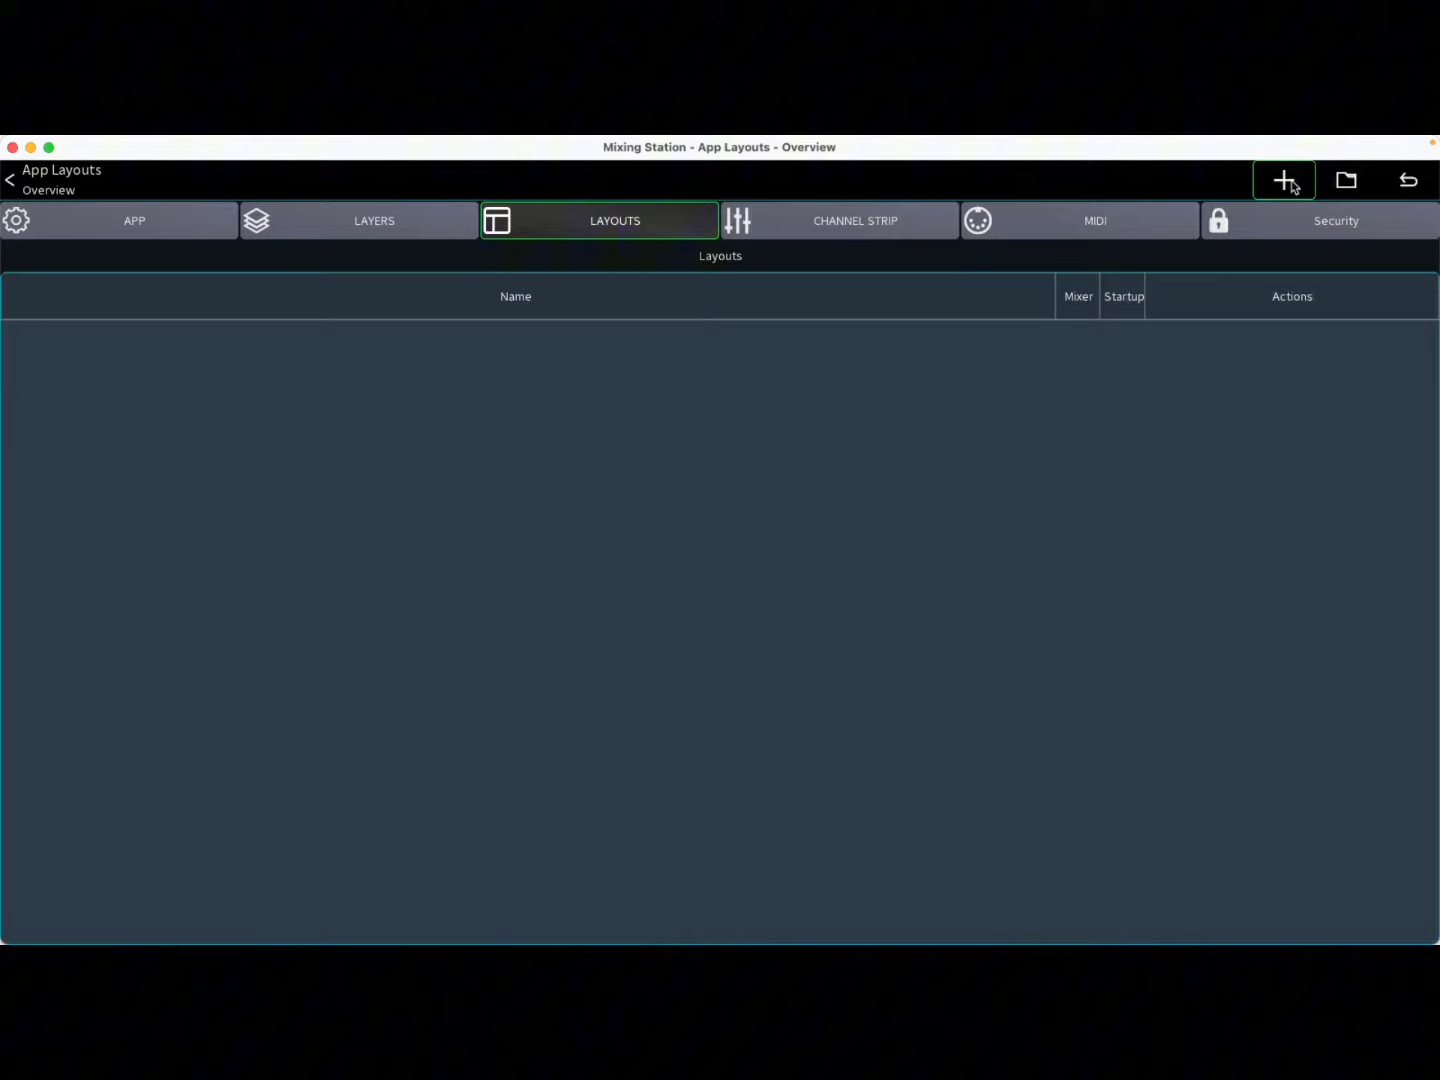 Mixing Station - App Layouts - Overview
App Layouts
Overview
APP
LAYERS
LAYOUTS
CHANNEL STRIP
MIDI
Security
Layouts
Name
Mixer
Startup
Actions